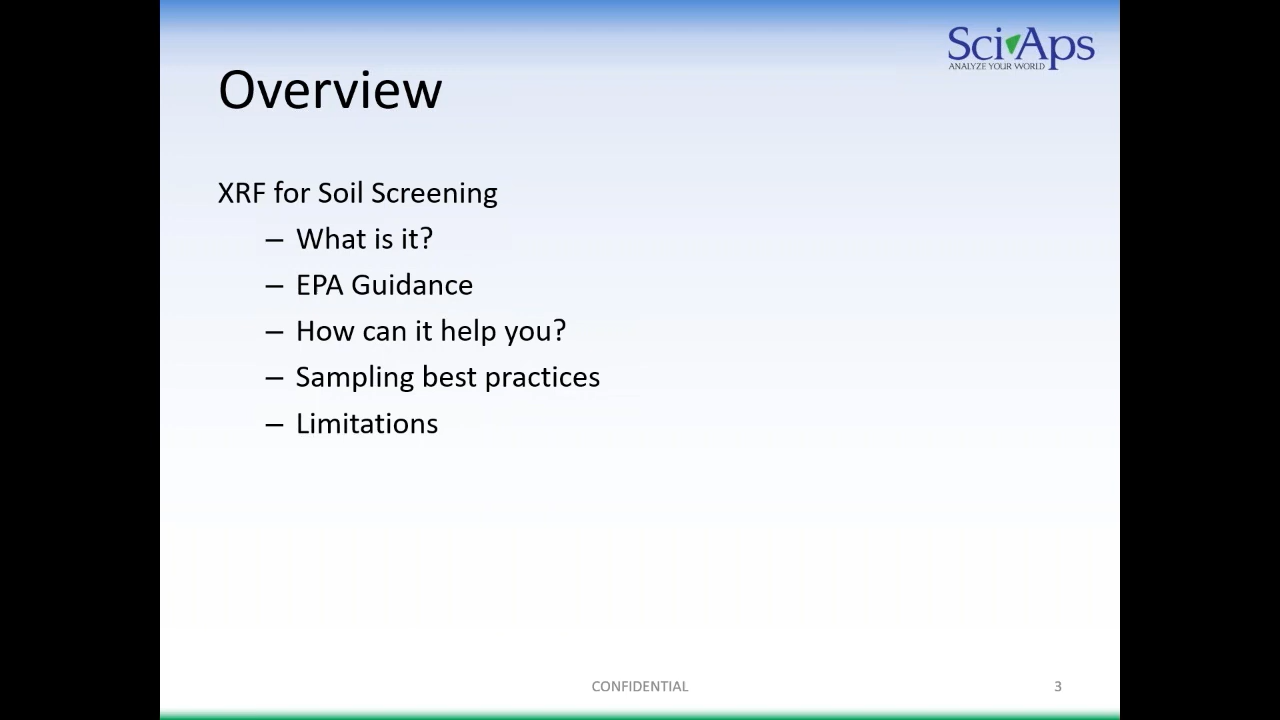 SciAps
ANALYZE YOUR WORLD
Overview
XRF for Soil Screening
– What is it?
– EPA Guidance
– How can it help you?
– Sampling best practices
– Limitations
CONFIDENTIAL
3